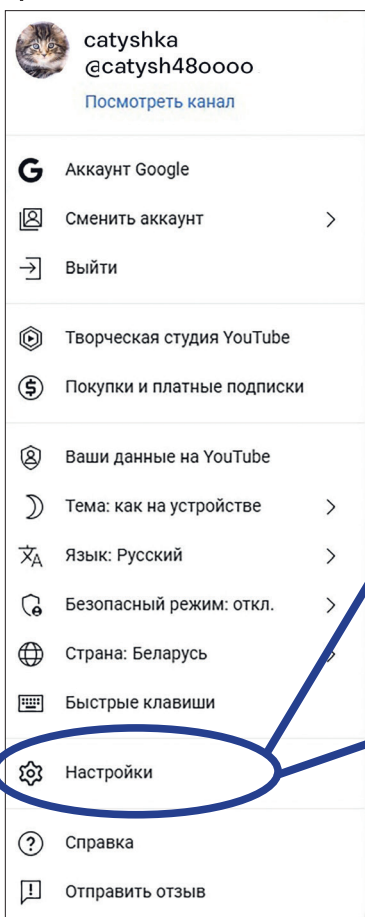 catyshka
@catysh48oooo
Посмотреть канал
Аккаунт Google
Сменить аккаунт
Выйти
Творческая студия YouTube
Покупки и платные подписки
Ваши данные на YouTube
Тема: как на устройстве
Язык: Русский
Безопасный режим: откл.
Страна: Беларусь
Быстрые клавиши
Настройки
Справка
Отправить отзыв